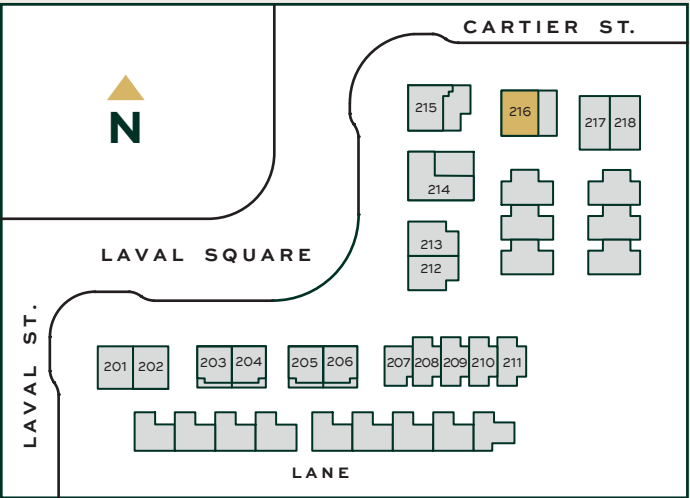 CARTIER ST.
N
215
216
217 218
214
213
212
LAVAL SQUARE
LAVAL ST.
201 202 203 204 205 206 207 208 209 210 211
LANE